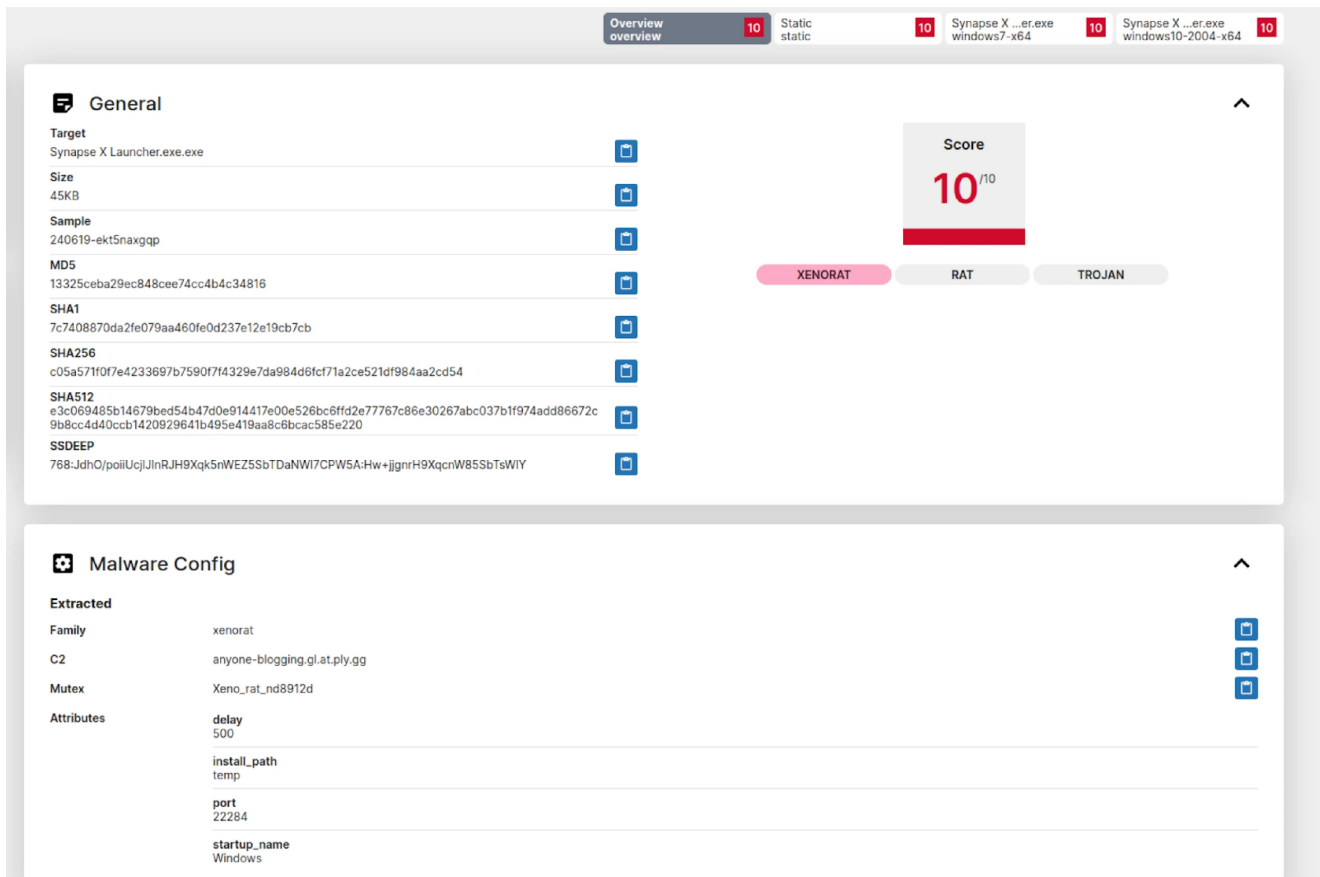 Overview
overview
10
Static
static
10
Synapse X ...er.exe
windows7-x64
10
Synapse X ...er.exe
windows10-2004-x64
10
General
Target
Synapse X Launcher.exe.exe
Size
45KB
Sample
240619-ekt5naxgqp
MD5
13325ceba29ec848cee74cc4b4c34816
SHA1
7c7408870da2fe079aa460fe0d237e12e19cb7cb
SHA256
c05a571f0f7e4233697b7590f7f4329e7da984d6fcf71a2ce521df984aa2cd54
SHA512
e3c069485b14679bed54b47d0e914417e00e526bc6ffd2e77767c86e30267abc037b1f974add86672c
9b8cc4d40ccb1420929641b495e419aa8c6bcac585e220
SSDEEP
768:JdhO/poiiUcjlJInRJH9Xqk5nWEZ5SbTDaNWI7CPW5A:Hw+jjgnrH9XqcnW85SbTsWIY
Score
10/10
XENORAT
RAT
TROJAN
Malware Config
Extracted
Family
xenorat
C2
anyone-blogging.gl.at.ply.gg
Mutex
Xeno_rat_nd8912d
Attributes
delay
500
install_path
temp
port
22284
startup_name
Windows